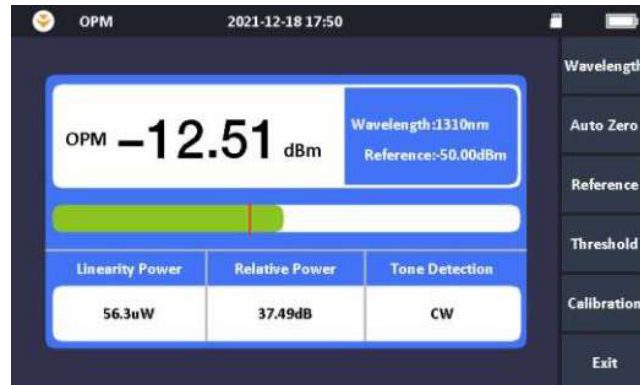 OPM 2021-12-18 17:50
OPM -12.51 dBm
Wavelength:1310nm
Reference:-50.00dBm
Linearity Power Relative Power Tone Detection
56.3uW 37.49dB CW
Wavelength
Auto Zero
Reference
Threshold
Calibration
Exit